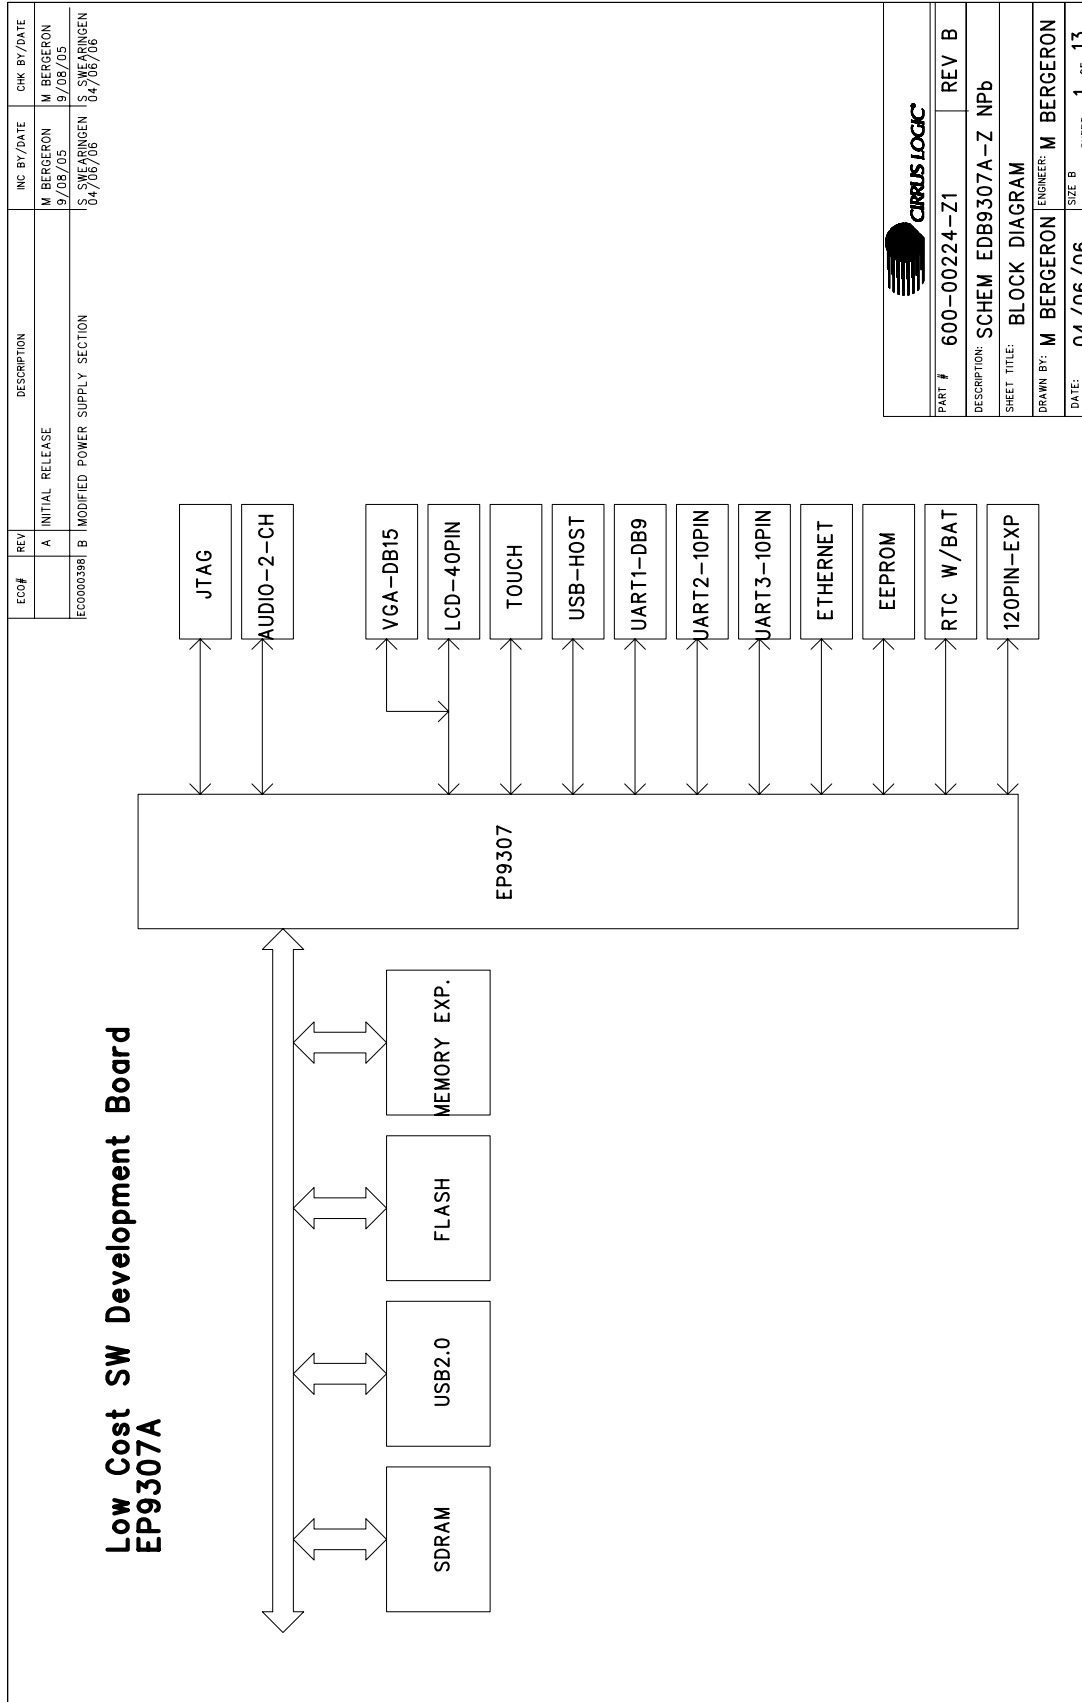 ECO# REV DESCRIPTION INC BY/DATE CHK BY/DATE
A INITIAL RELEASE M BERGERON 9/08/05 M BERGERON 9/08/05
ECO000398 B MODIFIED POWER SUPPLY SECTION S SWEARINGEN 04/06/06 S SWEARINGEN 04/06/06
Low Cost SW Development Board
EP9307A
SDRAM
USB2.0
FLASH
MEMORY EXP.
EP9307
JTAG
AUDIO-2-CH
VGA-DB15
LCD-40PIN
TOUCH
USB-HOST
UART1-DB9
UART2-10PIN
UART3-10PIN
ETHERNET
EEPROM
RTC W/BAT
120PIN-EXP
CIRRUS LOGIC
PART # 600-00224-Z1 REV B
DESCRIPTION: SCHEM EDB9307A-Z NPb
SHEET TITLE: BLOCK DIAGRAM
DRAWN BY: M BERGERON ENGINEER: M BERGERON
DATE: 04/06/06 SIZE B SHEET 1 OF 13